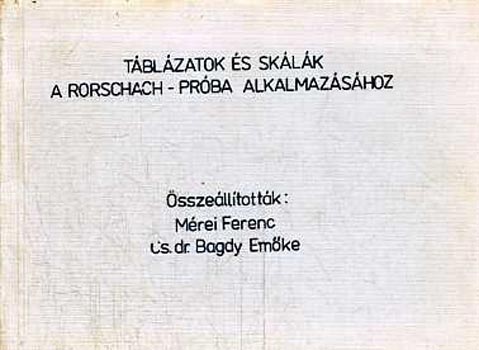 TÁBLÁZATOK ÉS SKÁLÁK
A RORSCHACH - PRÓBA ALKALMAZÁSÁHOZ
Összeállították:
Mérei Ferenc
Cs. dr. Bagdy Emőke